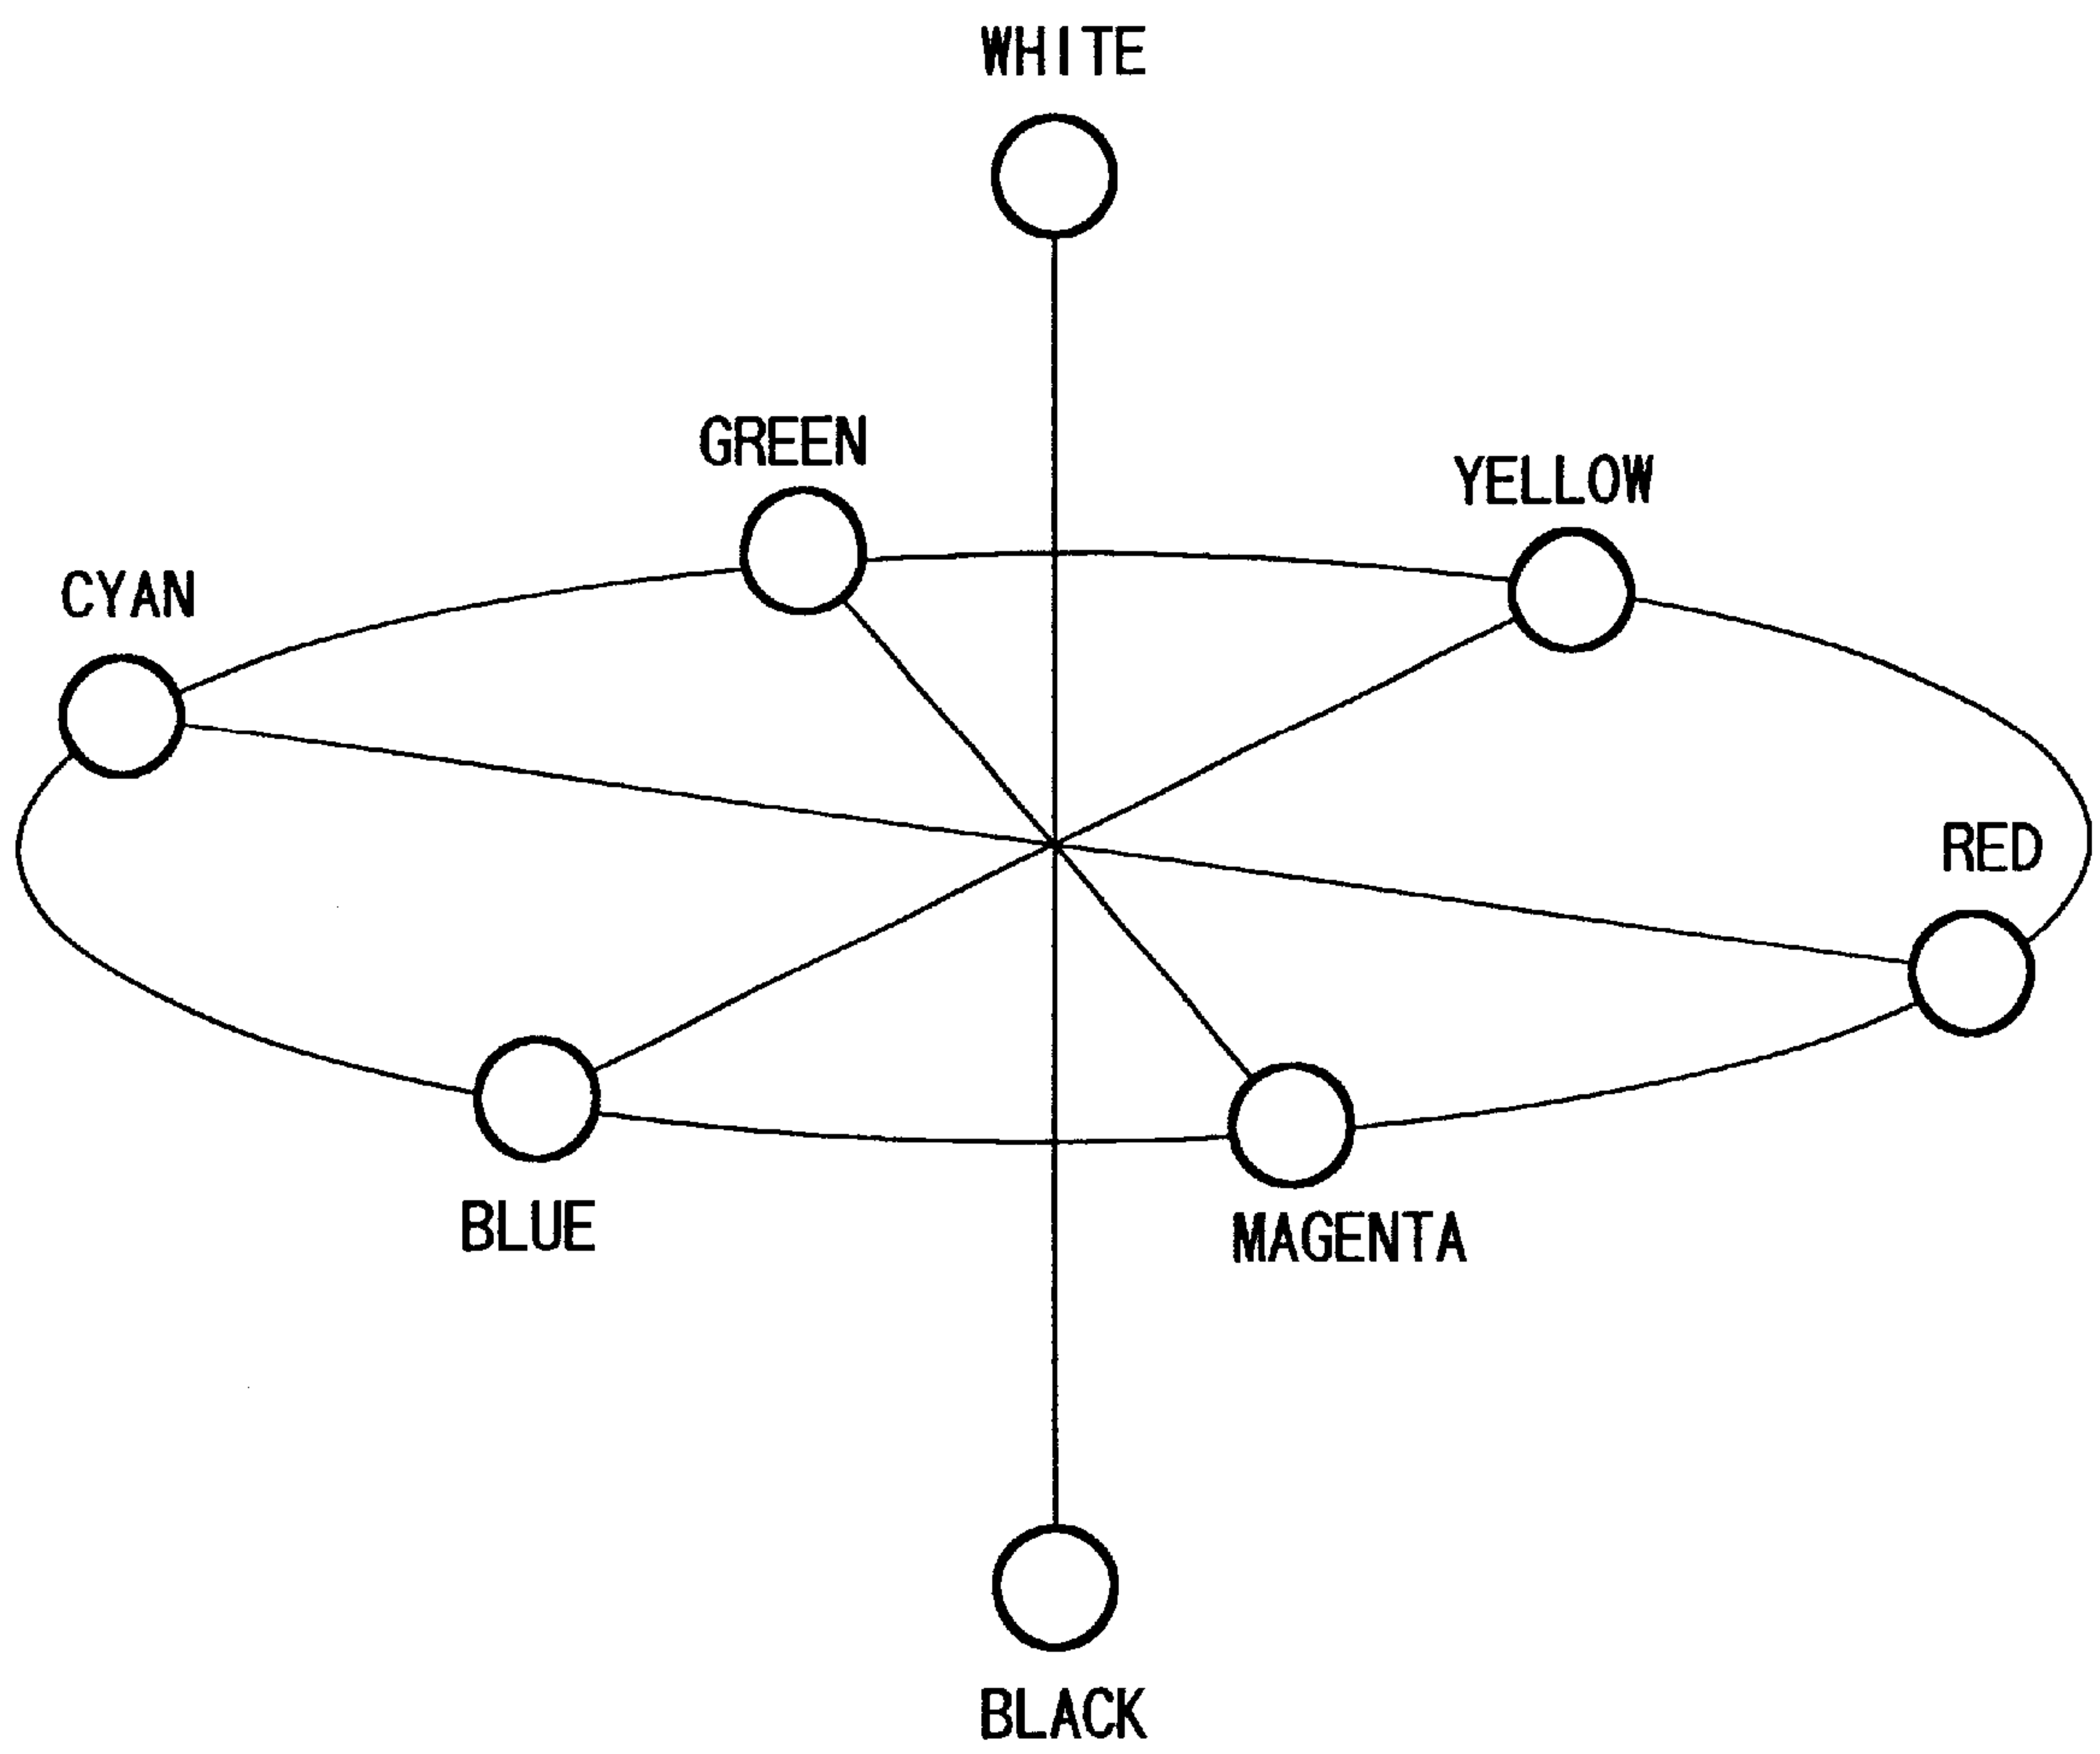 WHITE
GREEN
YELLOW
CYAN
RED
BLUE
MAGENTA
BLACK